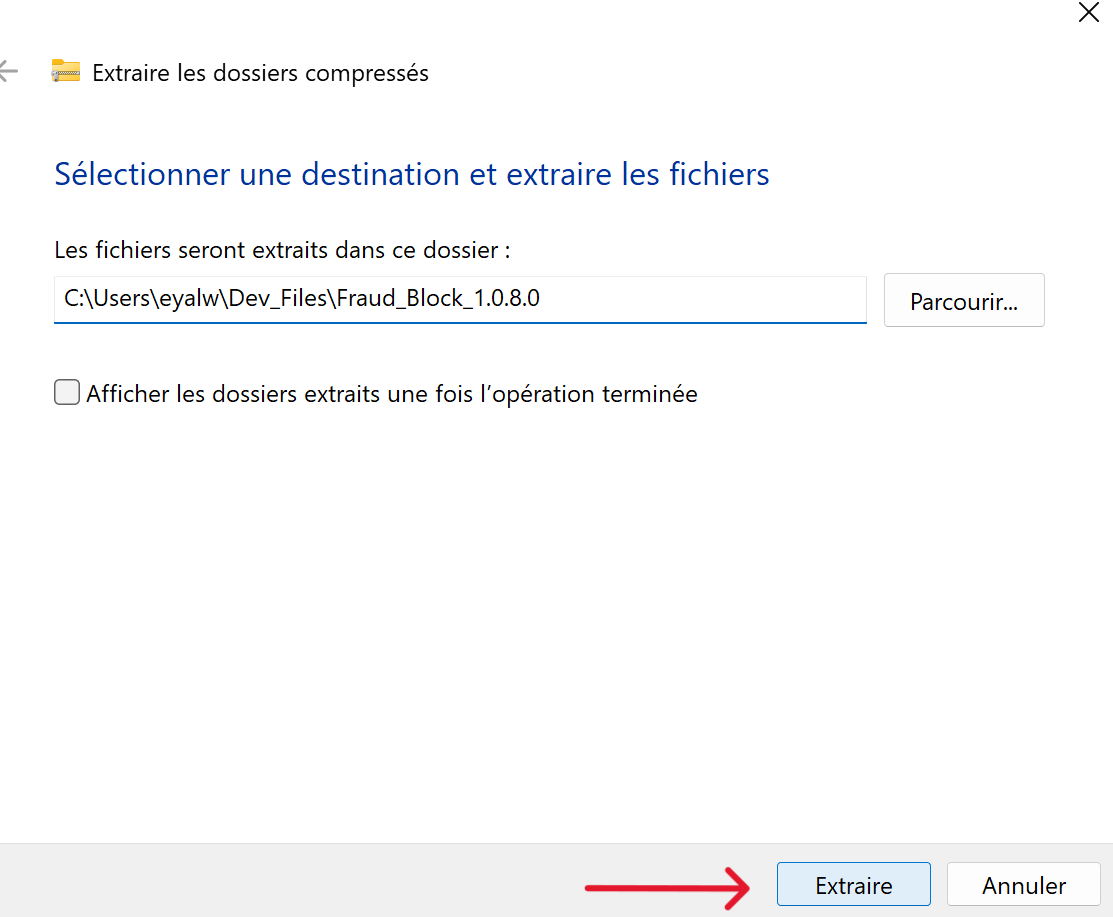 Extraire les dossiers compressés
Sélectionner une destination et extraire les fichiers
Les fichiers seront extraits dans ce dossier :
C:\Users\eyalw\Dev_Files\Fraud_Block_1.0.8.0
Parcourir...
Afficher les dossiers extraits une fois l’opération terminée
Extraire
Annuler